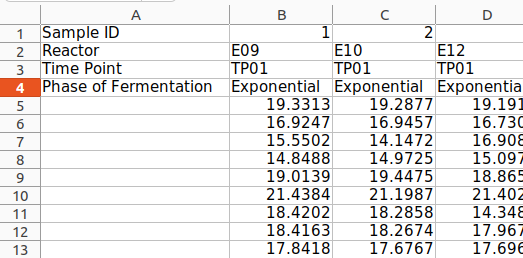 A B C D
1 Sample ID 1 2
2 Reactor E09 E10 E12
3 Time Point TP01 TP01 TP01
4 Phase of Fermentation Exponential Exponential Exponentia
5 19.3313 19.2877 19.191
6 16.9247 16.9457 16.730
7 15.5502 14.1472 16.908
8 14.8488 14.9725 15.097
9 19.0139 19.4475 18.865
10 21.4384 21.1987 21.402
11 18.4202 18.2858 14.348
12 18.4163 18.2674 17.967
13 17.8418 17.6767 17.696